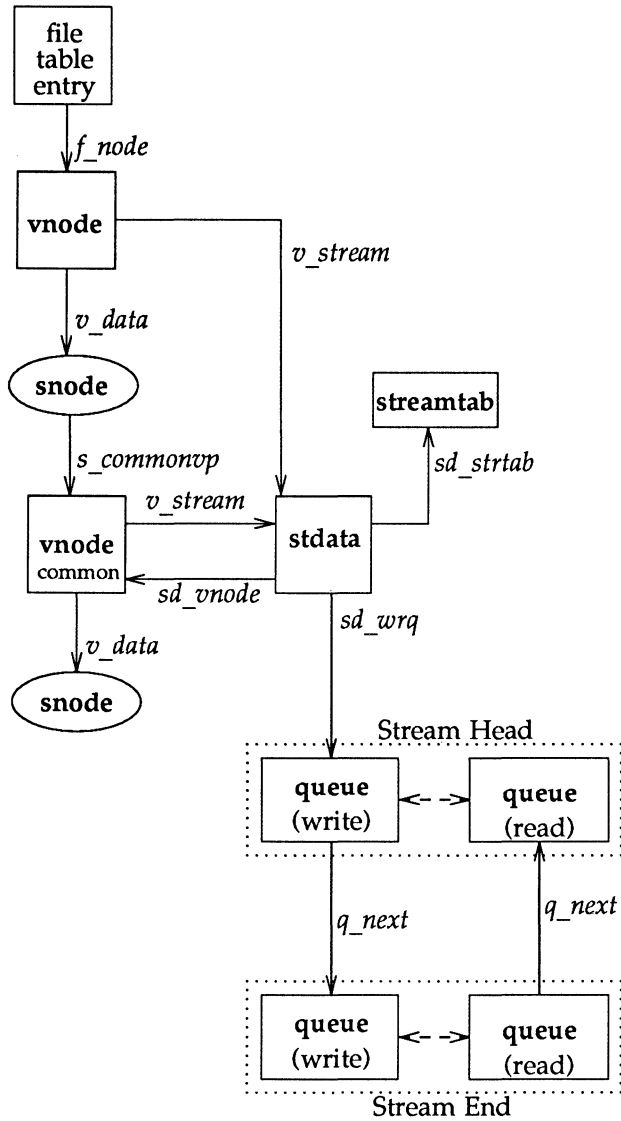 file
table
entry
f_node
vnode
v_stream
v_data
snode
streamtab
s_commonvp
sd_strtab
v_stream
vnode
common
stdata
sd_vnode
sd_wrq
v_data
snode
Stream Head
queue
(write)
queue
(read)
q_next
q_next
queue
(write)
queue
(read)
Stream End